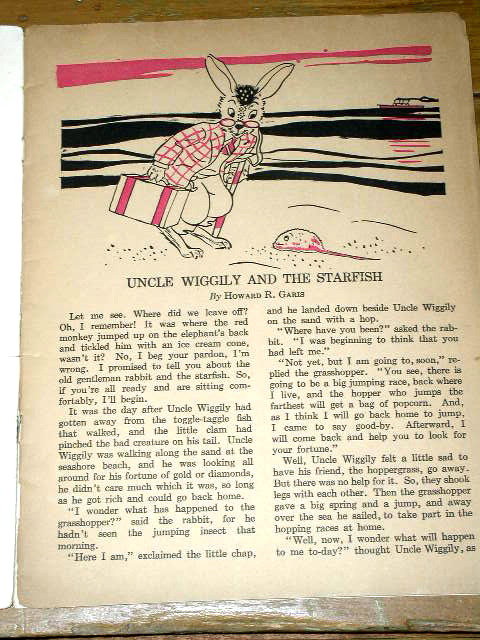 UNCLE WIGGILY AND THE STARFISH
By HOWARD R. GARIS
Let me see. Where did we leave off?
Oh, I remember! It was where the red
monkey jumped up on the elephant's back
and tickled him with an ice cream cone,
wasn't it? No, I beg your pardon, I'm
wrong. I promised to tell you about the
old gentleman rabbit and the starfish. So,
if you're all ready and are sitting com-
fortably, I'll begin.
It was the day after Uncle Wiggily had
gotten away from the toggle-taggle fish
that walked, and the little clam had
pinched the bad creature on his tail. Uncle
Wiggily was walking along the sand at the
seashore beach, and he was looking all
around for his fortune of gold or diamonds,
he didn't care much which it was, so long
as he got rich and could go back home.
"I wonder what has happened to the
grasshopper?" said the rabbit, for he
hadn't seen the jumping insect that
morning.
"Here I am," exclaimed the little chap,
and he landed down beside Uncle Wiggily
on the sand with a hop.
"Where have you been?" asked the rab-
bit. "I was beginning to think that you
had left me."
"Not yet, but I am going to, soon," re-
plied the grasshopper. "You see, there is
going to be a big jumping race, back where
I live, and the hopper who jumps the
farthest will get a bag of popcorn. And,
as I think I will go back home to jump,
I came to say good-by. Afterward, I
will come back and help you to look for
your fortune."
Well, Uncle Wiggily felt a little sad to
have his friend, the hoppergrass, go away.
But there was no help for it. So, they shook
legs with each other. Then the grasshopper
gave a big spring and a jump, and away
over the sea he sailed, to take part in the
hopping races at home.
"Well, now, I wonder what will happen
to me to-day?" thought Uncle Wiggily, as